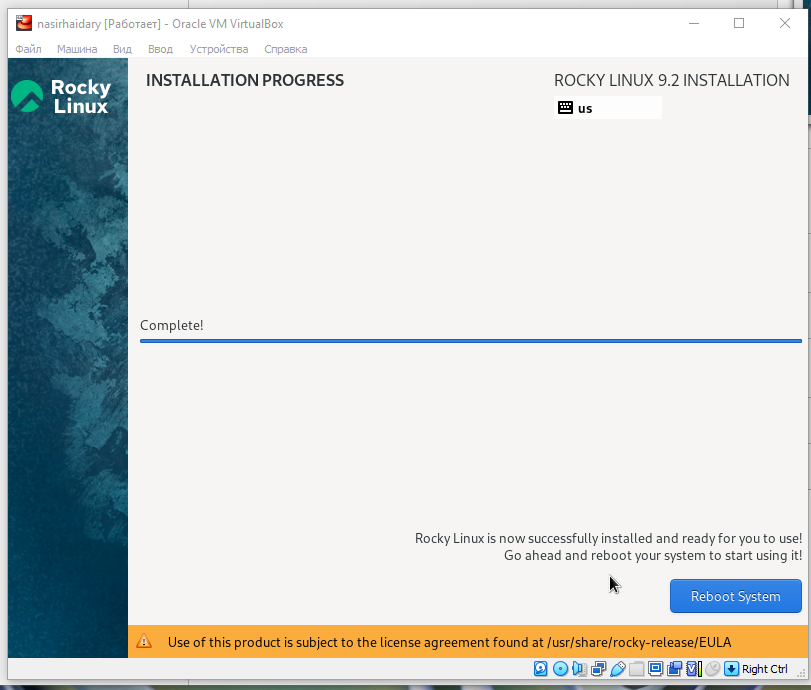 nasirhaidary [Работает] - Oracle VM VirtualBox
Файл Машина Вид Ввод Устройства Справка
Rocky
Linux
INSTALLATION PROGRESS
ROCKY LINUX 9.2 INSTALLATION
us
Complete!
Rocky Linux is now successfully installed and ready for you to use!
Go ahead and reboot your system to start using it!
Reboot System
Use of this product is subject to the license agreement found at /usr/share/rocky-release/EULA
Right Ctrl